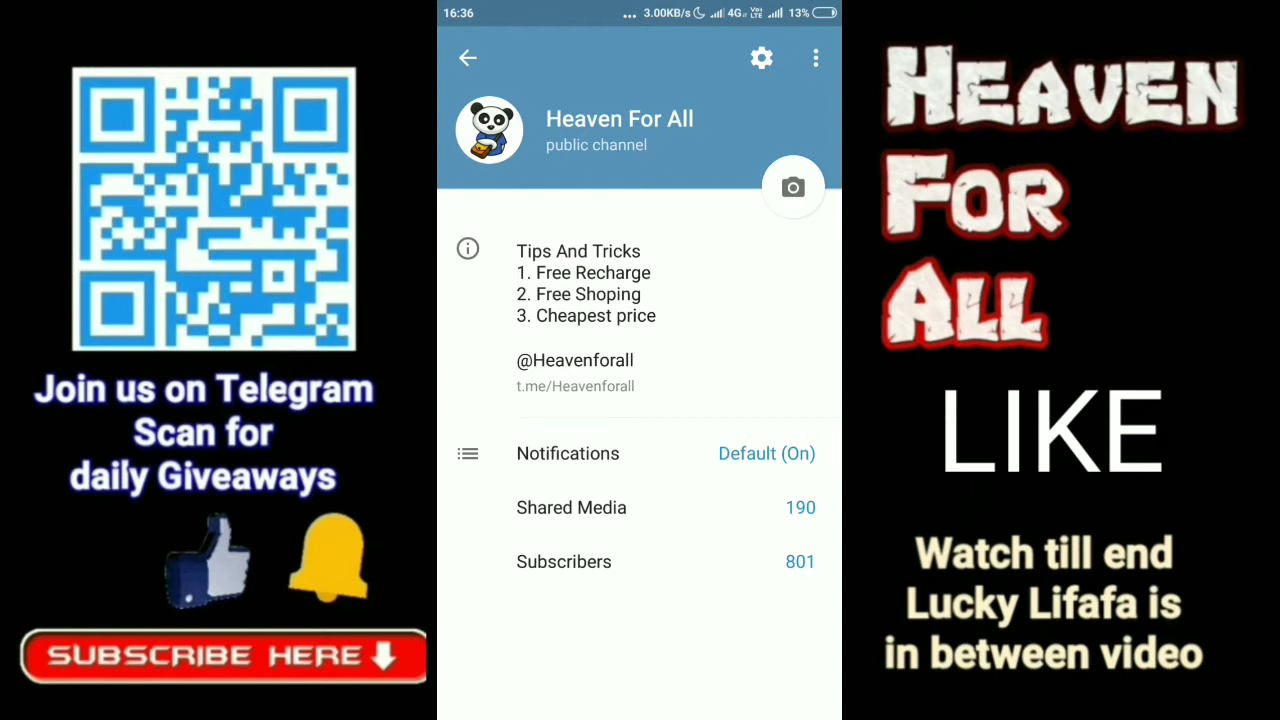 Join us on Telegram
Scan for
daily Giveaways
SUBSCRIBE HERE
16:36
... 3.00KB/s 4G VoLTE 13%
Heaven For All
public channel
Tips And Tricks
1. Free Recharge
2. Free Shoping
3. Cheapest price
@Heavenforall
t.me/Heavenforall
Notifications Default (On)
Shared Media 190
Subscribers 801
HEAVEN
FOR
ALL
LIKE
Watch till end
Lucky Lifafa is
in between video